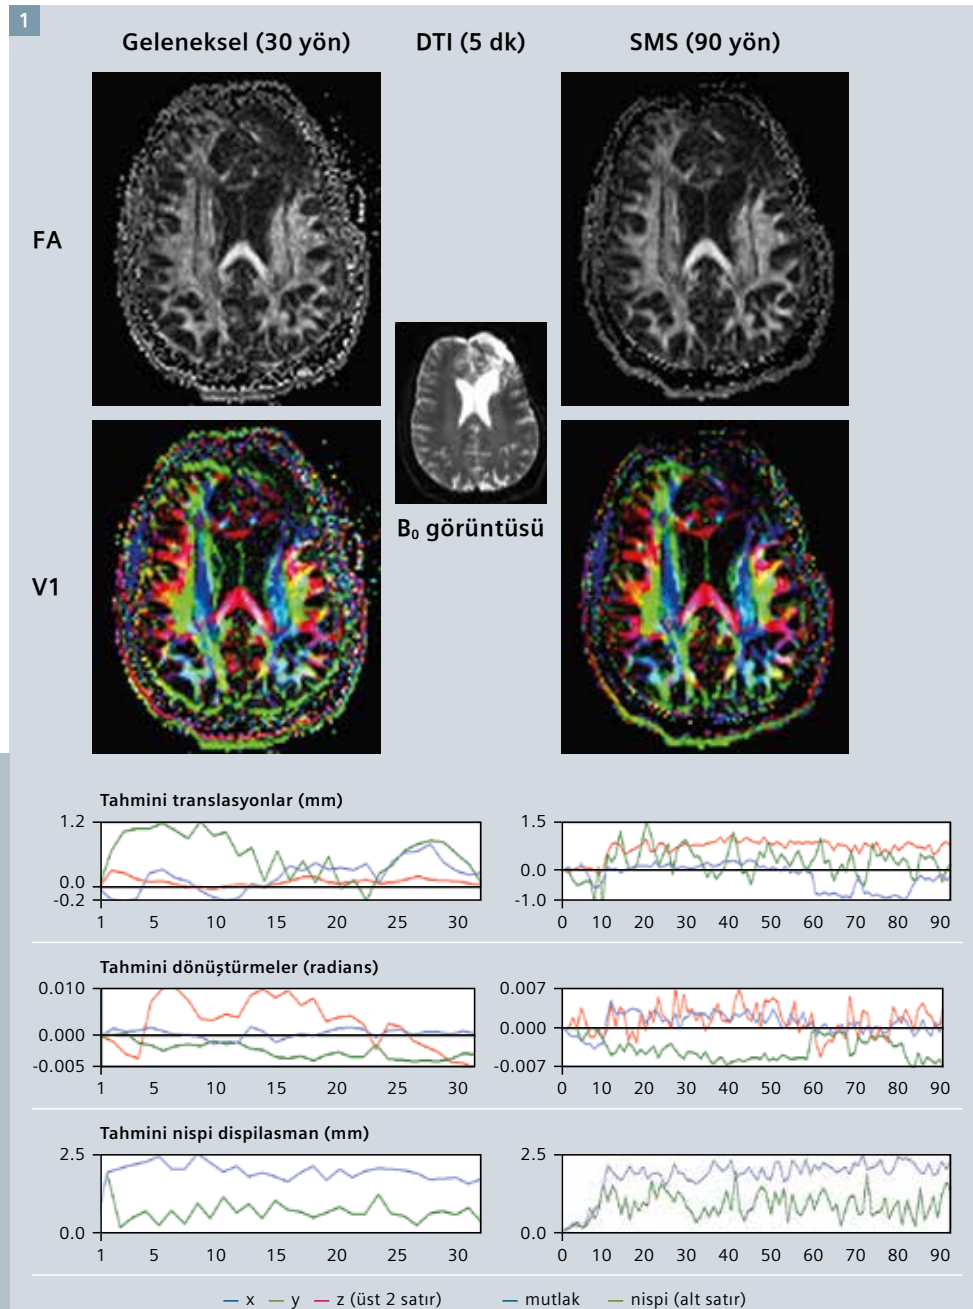 1
Geleneksel (30 yön) DTI (5 dk) SMS (90 yön)
FA
B₀ görüntüsü
V1
Tahmini translasyonlar (mm)
1.2 0.0 -0.2
1 5 10 15 20 25 30
1.5 0.0 -1.0
0 10 20 30 40 50 60 70 80 90
Tahmini dönüştürmeler (radians)
0.010 0.000 -0.005
1 5 10 15 20 25 30
0.007 0.000 -0.007
0 10 20 30 40 50 60 70 80 90
Tahmini nispi dispilasman (mm)
2.5 0.0
1 5 10 15 20 25 30
2.5 0.0
0 10 20 30 40 50 60 70 80 90
x y z (üst 2 satır) mutlak nispi (alt satır)